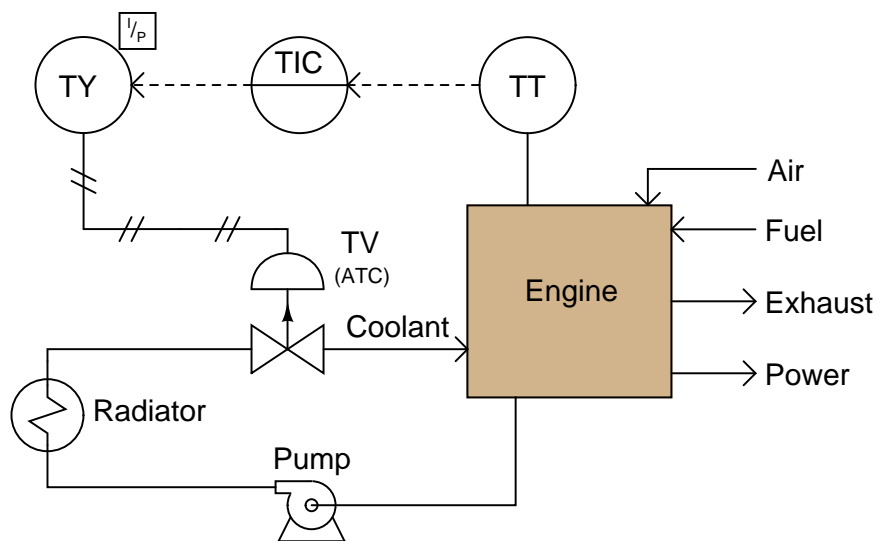 I/P
TY
TIC
TT
Air
Fuel
TV
(ATC)
Engine
Exhaust
Coolant
Power
Radiator
Pump